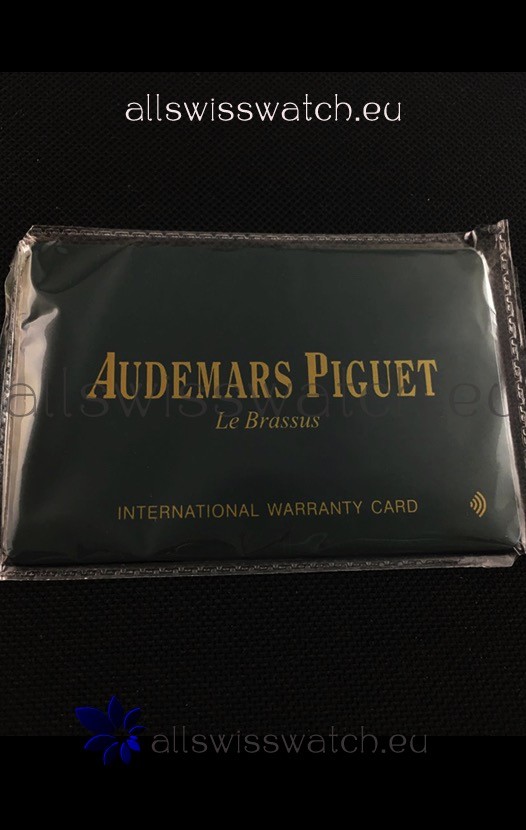 allswisswatch.eu
AUDEMARS PIGUET
allswisswatch.eu
Le Brassus
INTERNATIONAL WARRANTY CARD
allswisswatch.eu